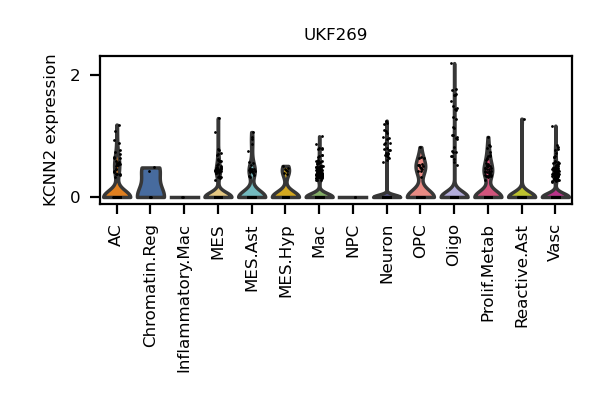 UKF269
KCNN2 expression
2
0
AC
Chromatin.Reg
Inflammatory.Mac
MES
MES.Ast
MES.Hyp
Mac
NPC
Neuron
OPC
Oligo
Prolif.Metab
Reactive.Ast
Vasc